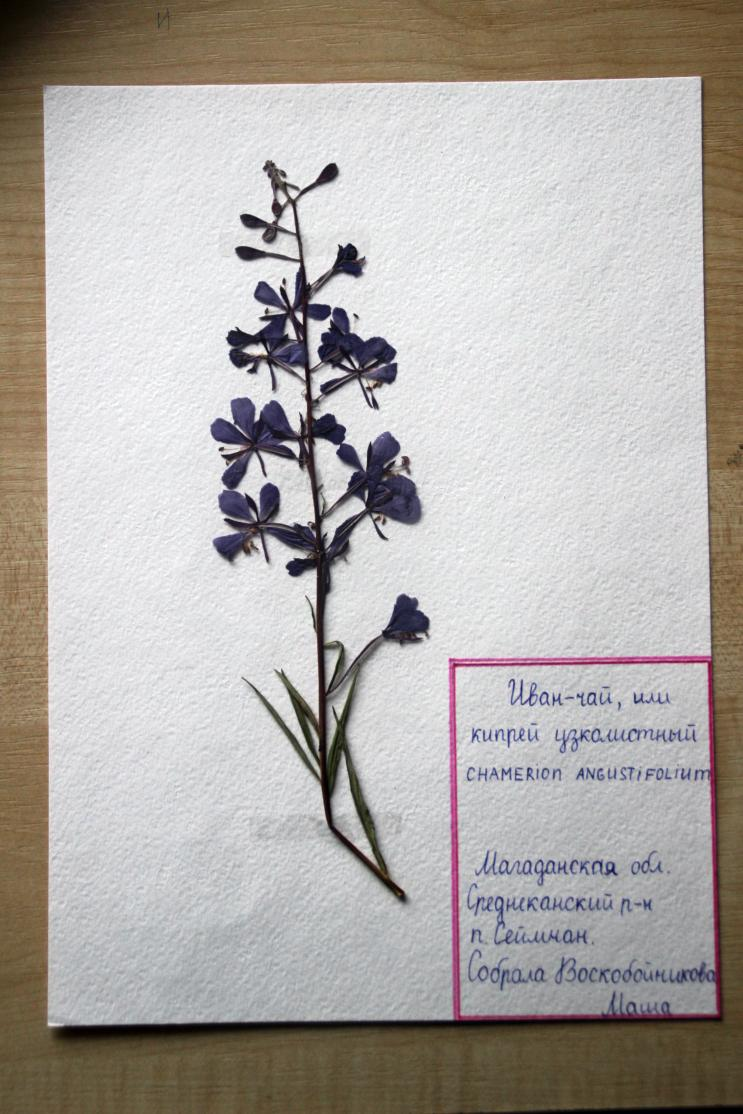 Иван-чай, или
кипрей узколистный
CHAMERION ANGUSTIFOLIUM
Магаданская обл.
Среднеканский р-н
п. Сеймчан.
Собрала Воскобойникова
Маша